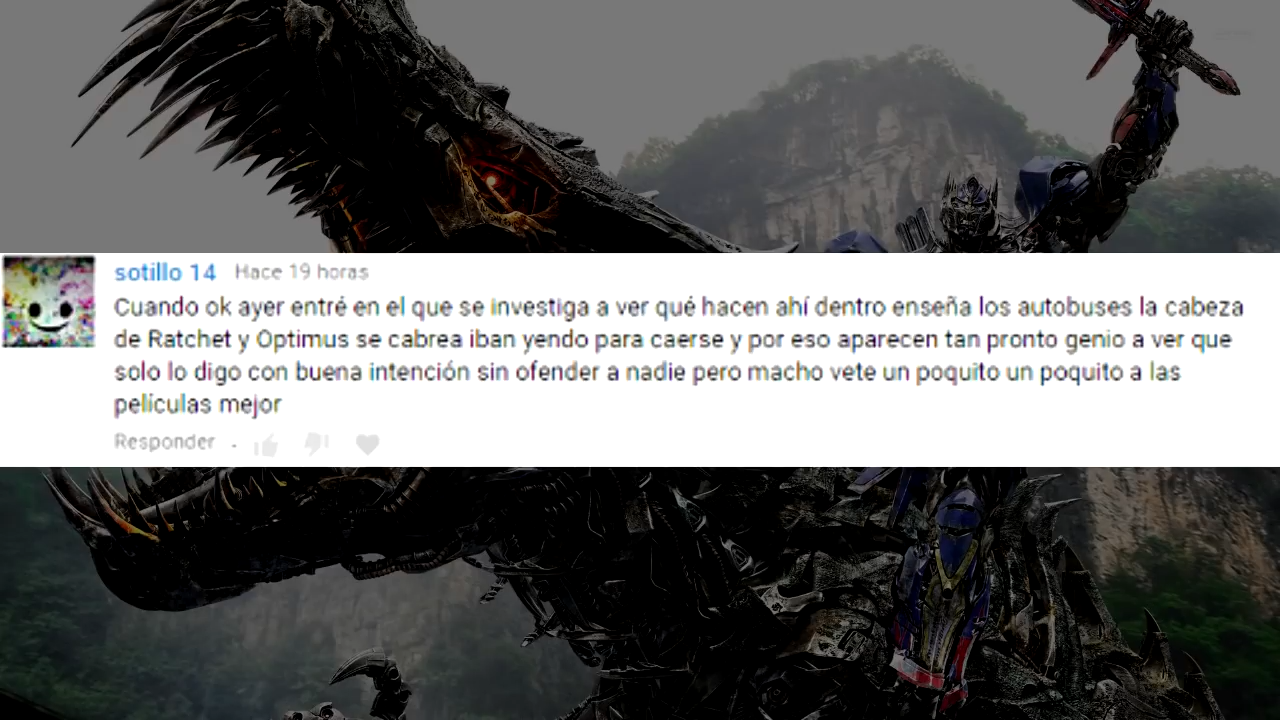 sotillo 14 Hace 19 horas
Cuando ok ayer entré en el que se investiga a ver qué hacen ahí dentro enseña los autobuses la cabeza
de Ratchet y Optimus se cabrea iban yendo para caerse y por eso aparecen tan pronto genio a ver que
solo lo digo con buena intención sin ofender a nadie pero macho vete un poquito un poquito a las
películas mejor
Responder .